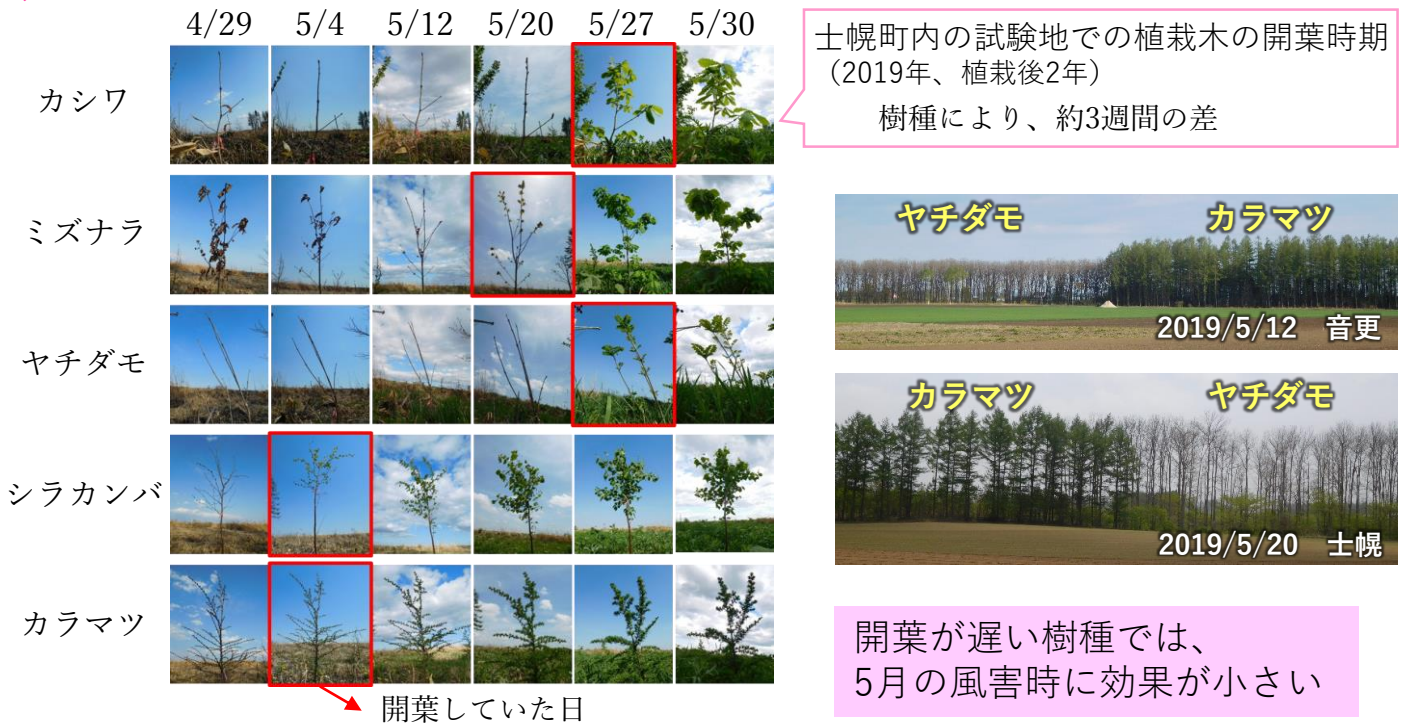 4/29 5/4 5/12 5/20 5/27 5/30
カシワ
ミズナラ
ヤチダモ
シラカンバ
カラマツ
開葉していた日
士幌町内の試験地での植栽木の開葉時期
（2019年、植栽後2年）
樹種により、約3週間の差
ヤチダモ カラマツ
2019/5/12 音更
カラマツ ヤチダモ
2019/5/20 士幌
開葉が遅い樹種では、
5月の風害時に効果が小さい